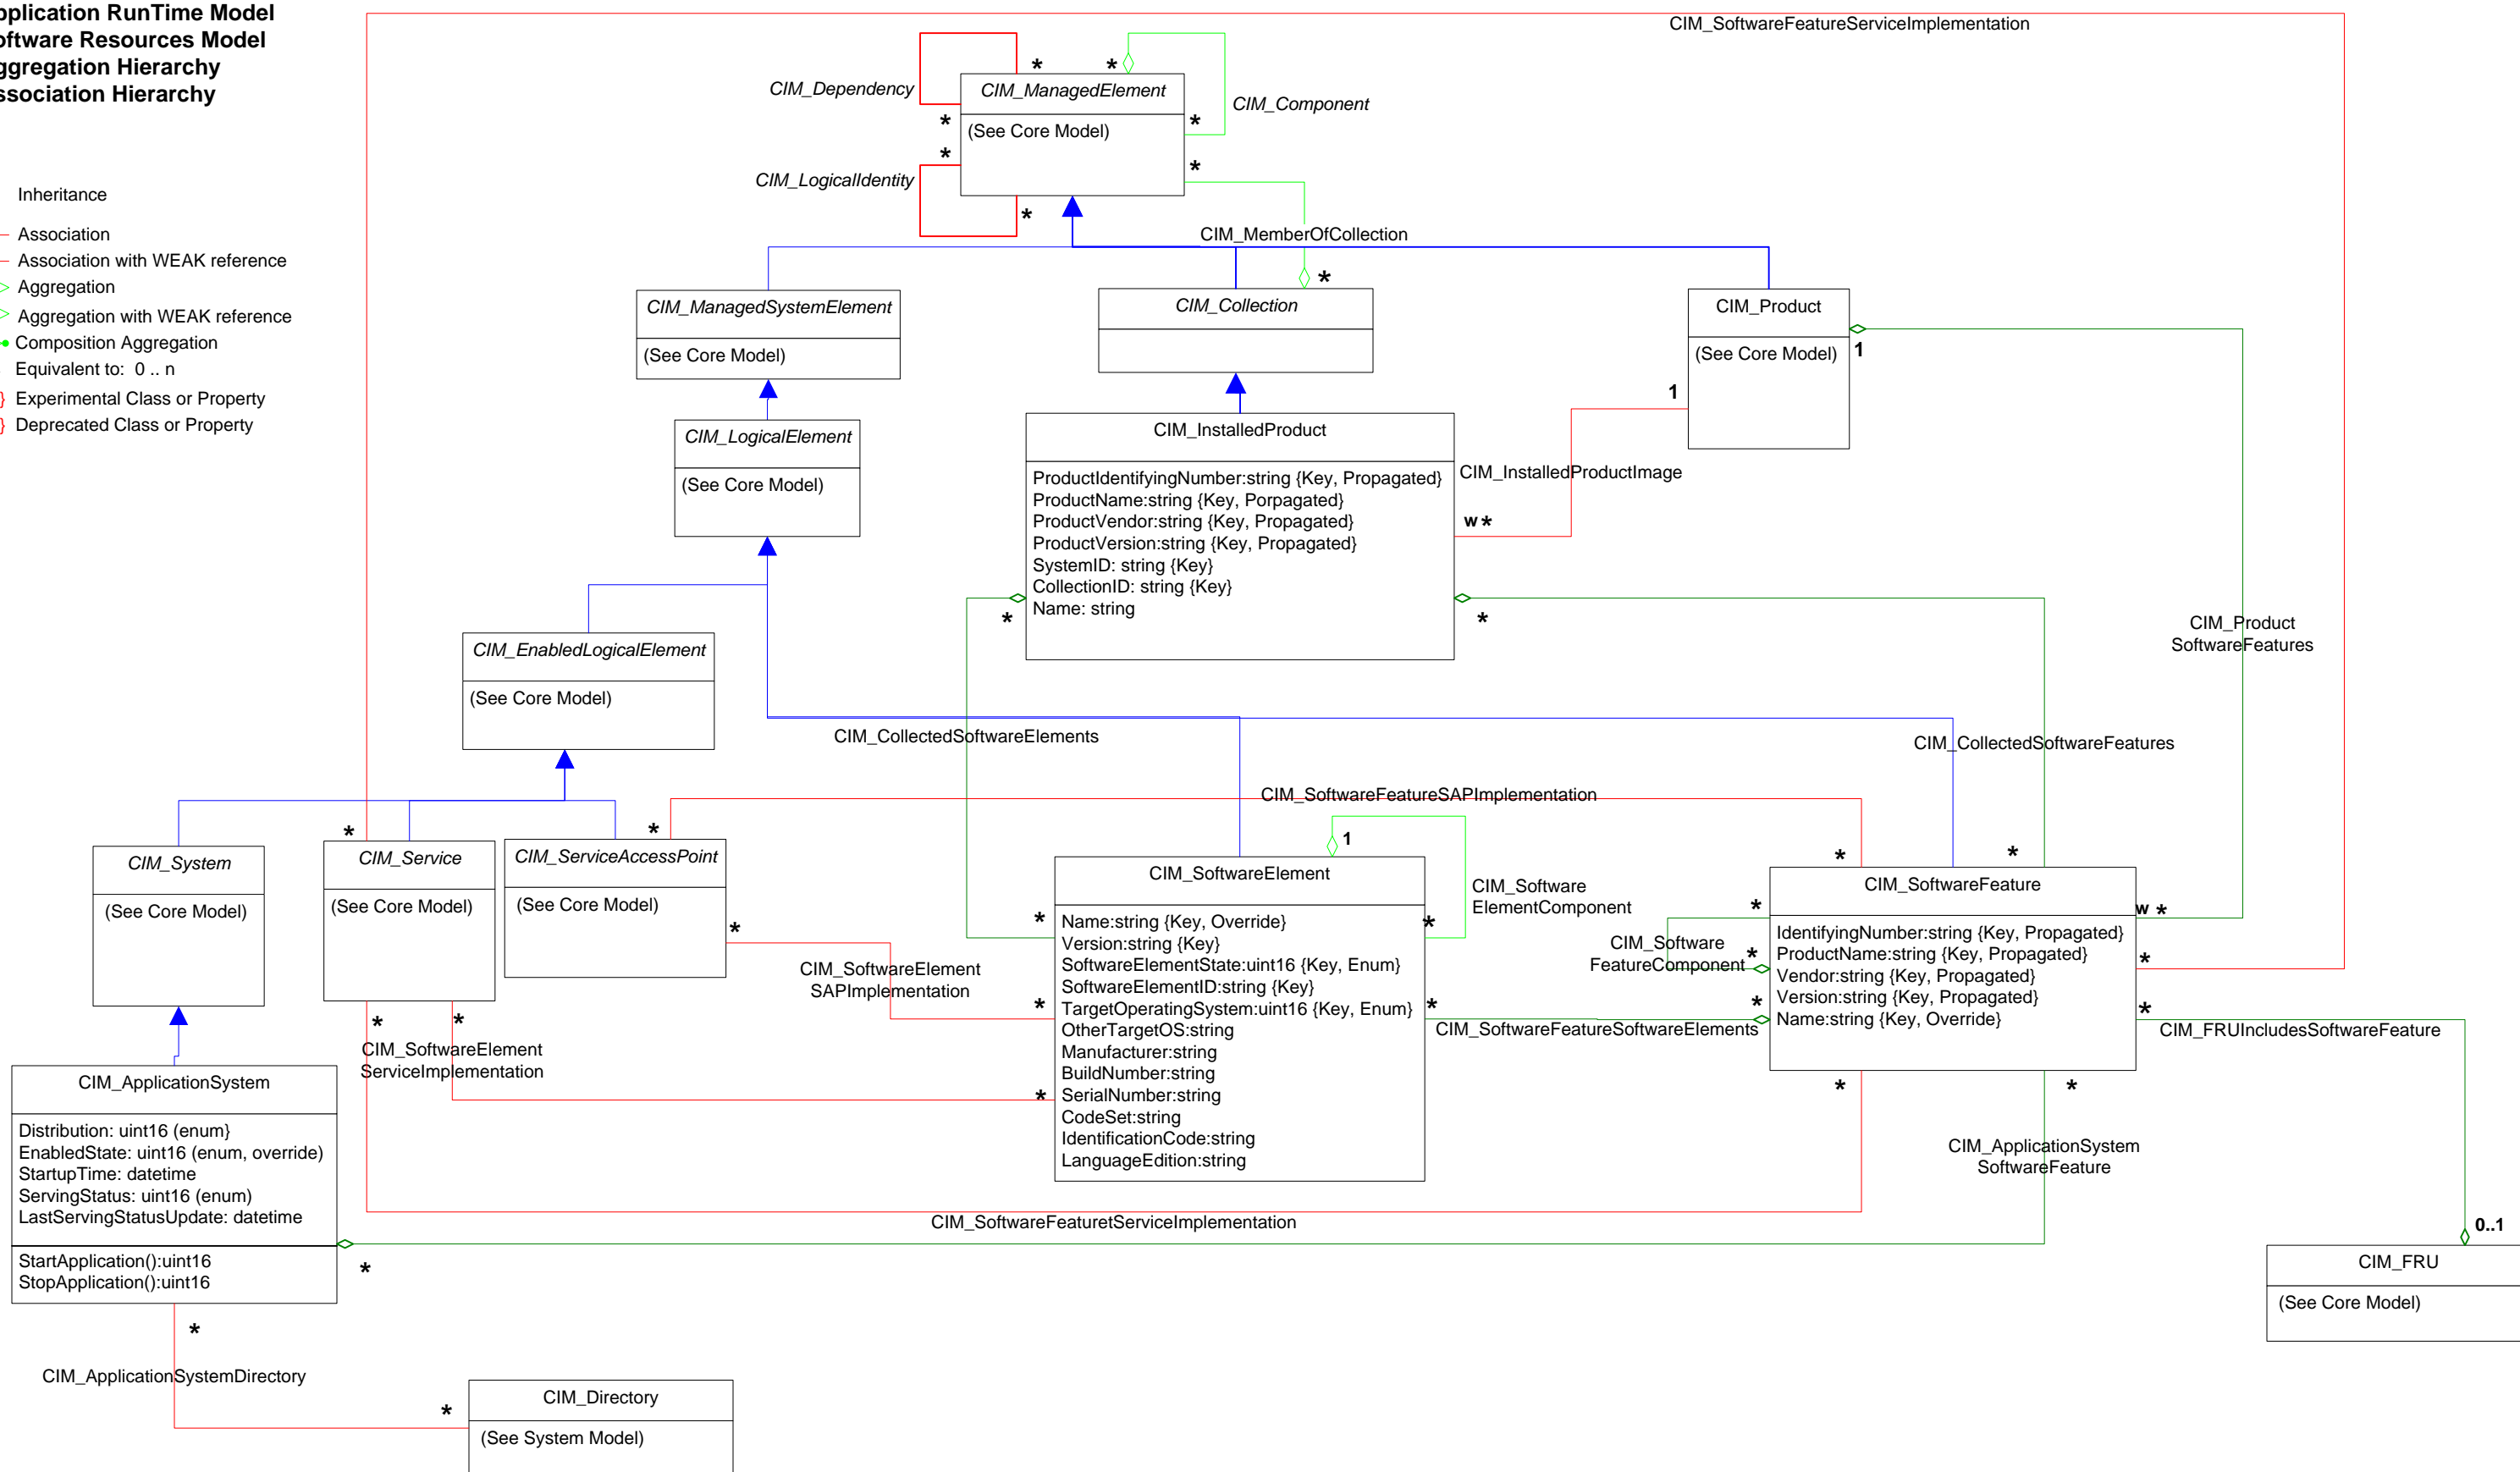 pplication RunTime Model
oftware Resources Model
ggregation Hierarchy
ssociation Hierarchy
Inheritance
Association
Association with WEAK reference
Aggregation
Aggregation with WEAK reference
Composition Aggregation
Equivalent to: 0 .. n
} Experimental Class or Property
} Deprecated Class or Property
CIM_SoftwareFeatureServiceImplementation
* *
CIM_Dependency
CIM_ManagedElement
CIM_Component
* (See Core Model) *
* *
CIM_LogicalIdentity
*
CIM_MemberOfCollection
*
CIM_ManagedSystemElement
(See Core Model)
CIM_Collection
CIM_Product
(See Core Model)
1
1
CIM_LogicalElement
(See Core Model)
CIM_InstalledProduct
ProductIdentifyingNumber:string {Key, Propagated}
ProductName:string {Key, Porpagated}
ProductVendor:string {Key, Propagated}
ProductVersion:string {Key, Propagated}
SystemID: string {Key}
CollectionID: string {Key}
Name: string
CIM_InstalledProductImage
w *
* *
CIM_Product
SoftwareFeatures
CIM_EnabledLogicalElement
(See Core Model)
CIM_CollectedSoftwareElements
CIM_CollectedSoftwareFeatures
CIM_SoftwareFeatureSAPImplementation
* *
CIM_System
(See Core Model)
CIM_Service
(See Core Model)
CIM_ServiceAccessPoint
(See Core Model)
*
1
* *
CIM_SoftwareElement
Name:string {Key, Override}
Version:string {Key}
SoftwareElementState:uint16 {Key, Enum}
SoftwareElementID:string {Key}
TargetOperatingSystem:uint16 {Key, Enum}
OtherTargetOS:string
Manufacturer:string
BuildNumber:string
SerialNumber:string
CodeSet:string
IdentificationCode:string
LanguageEdition:string
* *
* *
*
CIM_Software
ElementComponent
CIM_SoftwareFeature
IdentifyingNumber:string {Key, Propagated}
ProductName:string {Key, Propagated}
Vendor:string {Key, Propagated}
Version:string {Key, Propagated}
Name:string {Key, Override}
* w *
* *
* *
CIM_Software
FeatureComponent
CIM_SoftwareElement
SAPImplementation
CIM_SoftwareFeatureSoftwareElements
CIM_FRUIncludesSoftwareFeature
* *
CIM_SoftwareElement
ServiceImplementation
* *
CIM_ApplicationSystem
SoftwareFeature
CIM_ApplicationSystem
Distribution: uint16 (enum}
EnabledState: uint16 (enum, override)
StartupTime: datetime
ServingStatus: uint16 (enum)
LastServingStatusUpdate: datetime
StartApplication():uint16
StopApplication():uint16
CIM_SoftwareFeaturetServiceImplementation
*
0..1
CIM_FRU
(See Core Model)
*
CIM_ApplicationSystemDirectory
*
CIM_Directory
(See System Model)